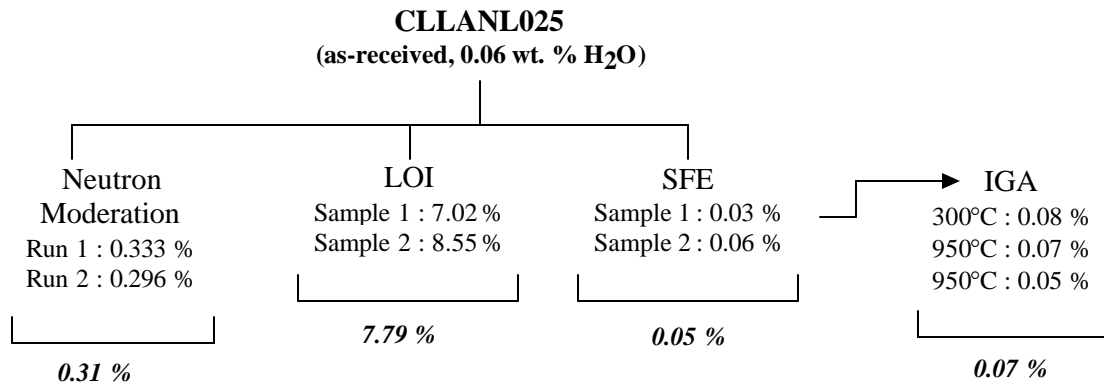 CLLANL025
(as-received, 0.06 wt. % H2O)
Neutron
Moderation
Run 1 : 0.333 %
Run 2 : 0.296 %
0.31 %
LOI
Sample 1 : 7.02 %
Sample 2 : 8.55 %
7.79 %
SFE
Sample 1 : 0.03 %
Sample 2 : 0.06 %
0.05 %
IGA
300°C : 0.08 %
950°C : 0.07 %
950°C : 0.05 %
0.07 %